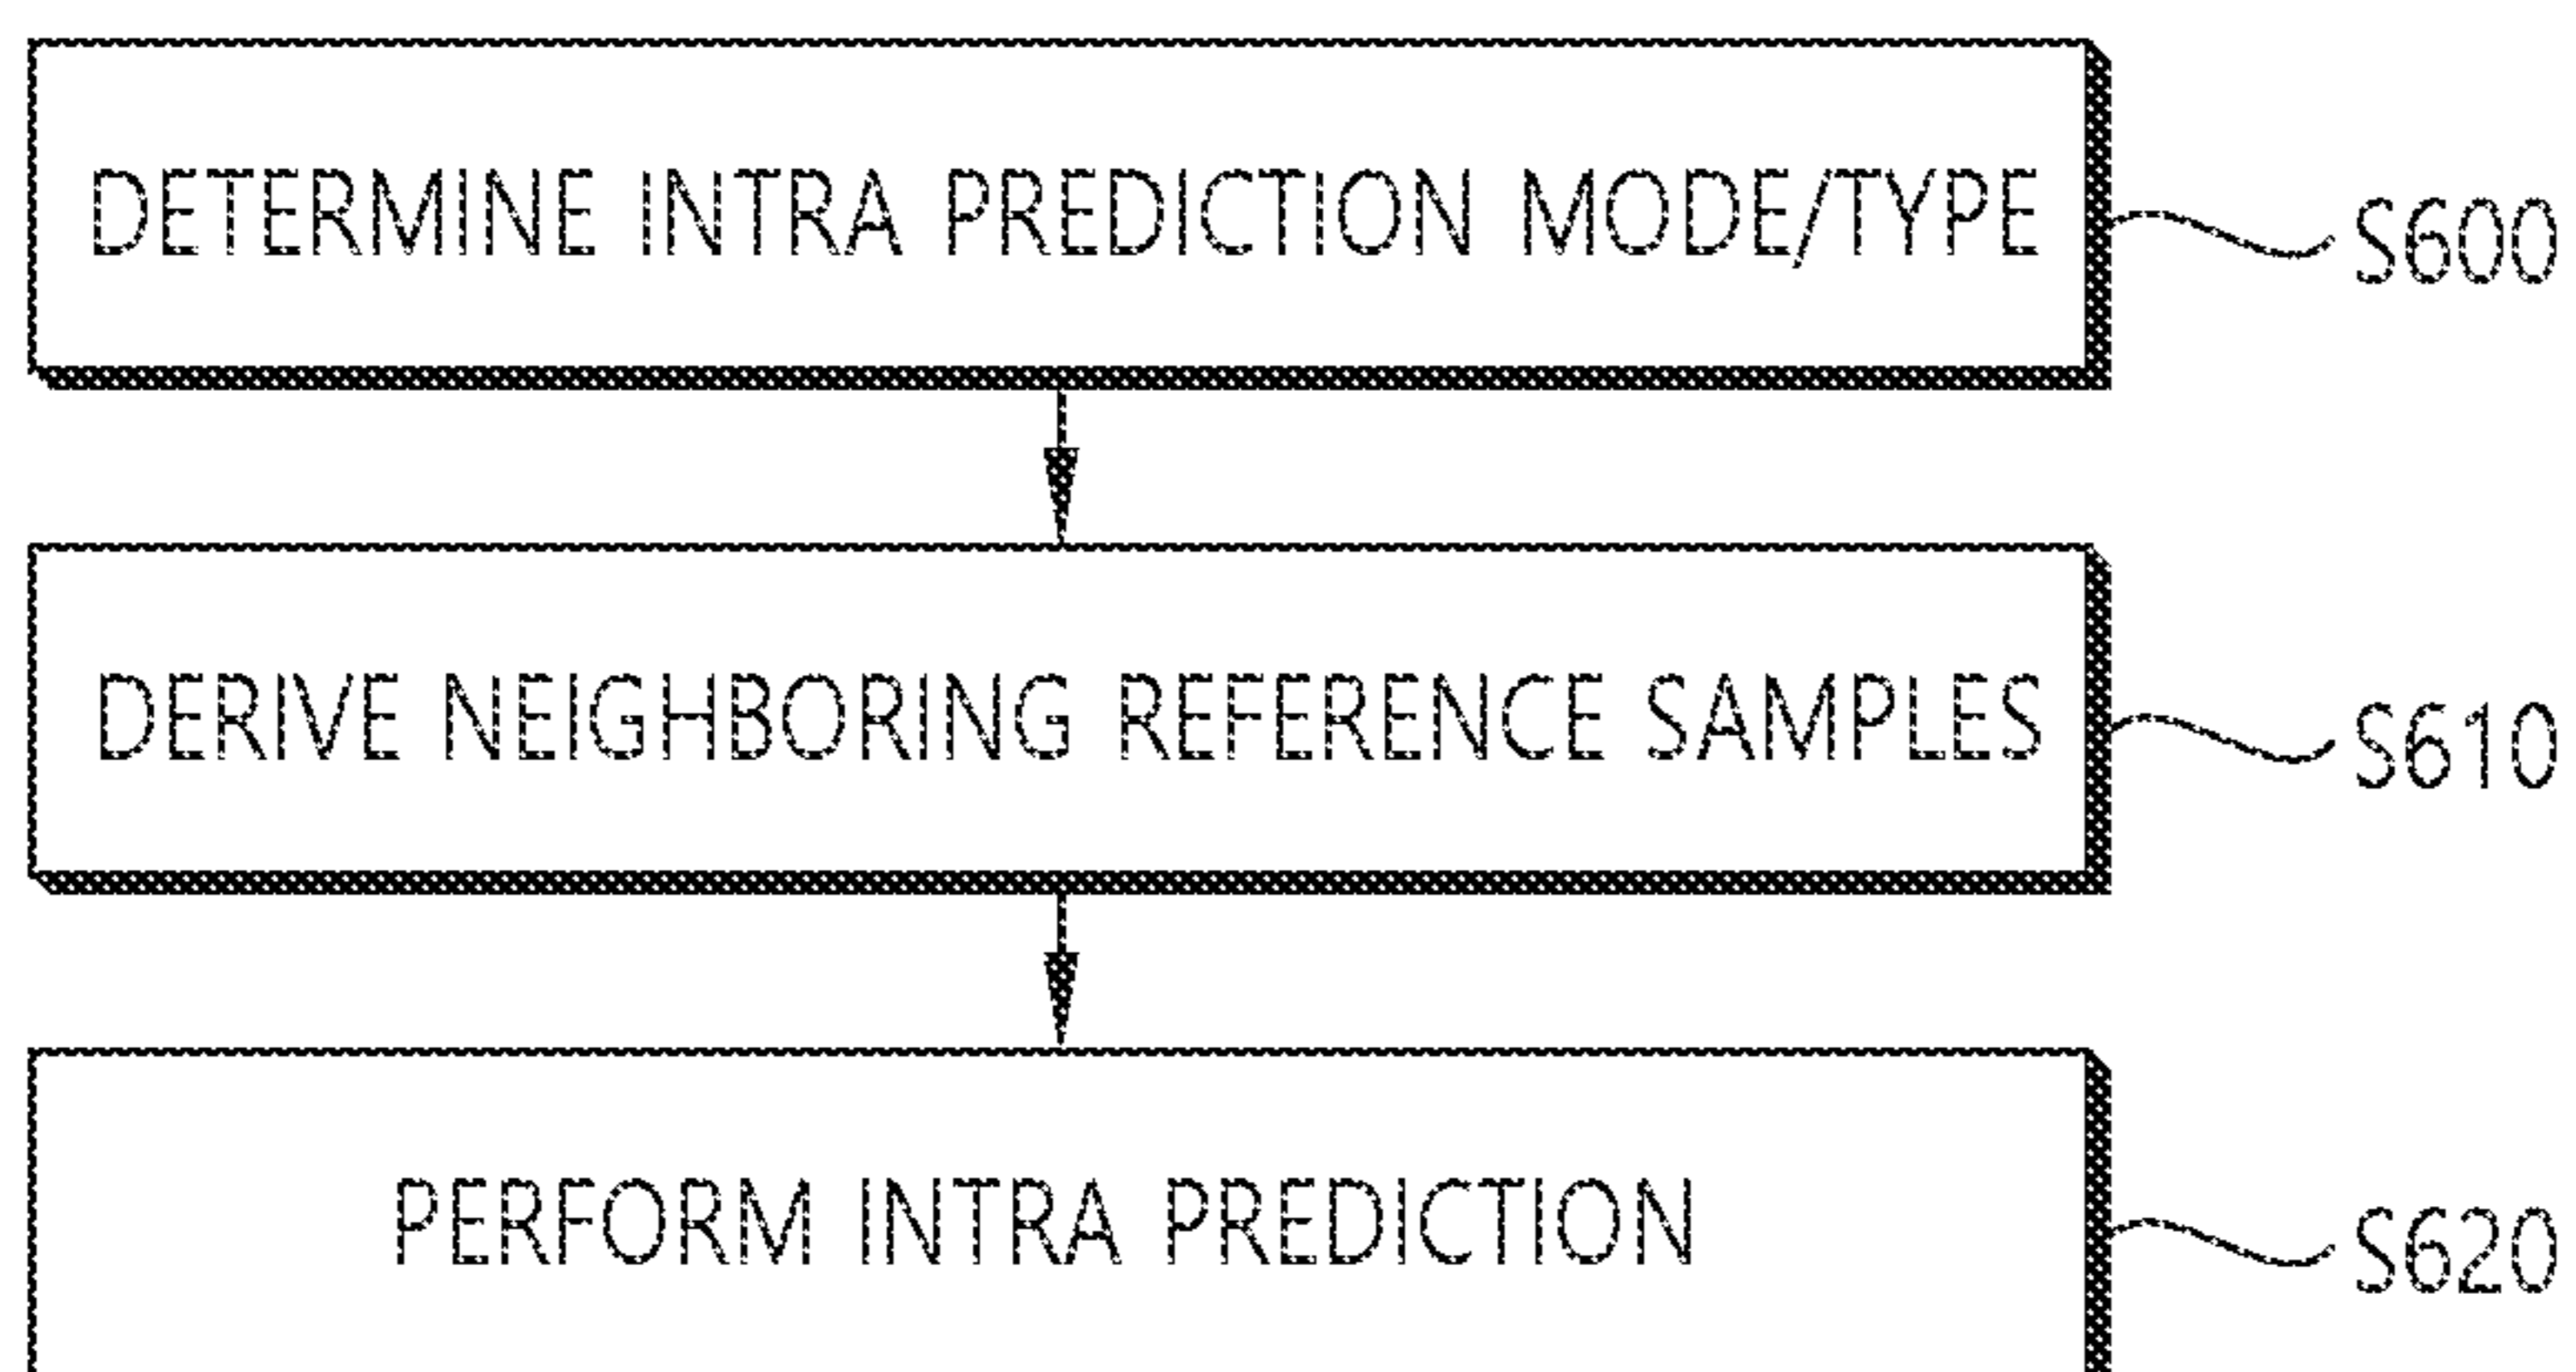 DETERMINE INTRA PREDICTION MODE/TYPE
S600
DERIVE NEIGHBORING REFERENCE SAMPLES
S610
PERFORM INTRA PREDICTION
S620